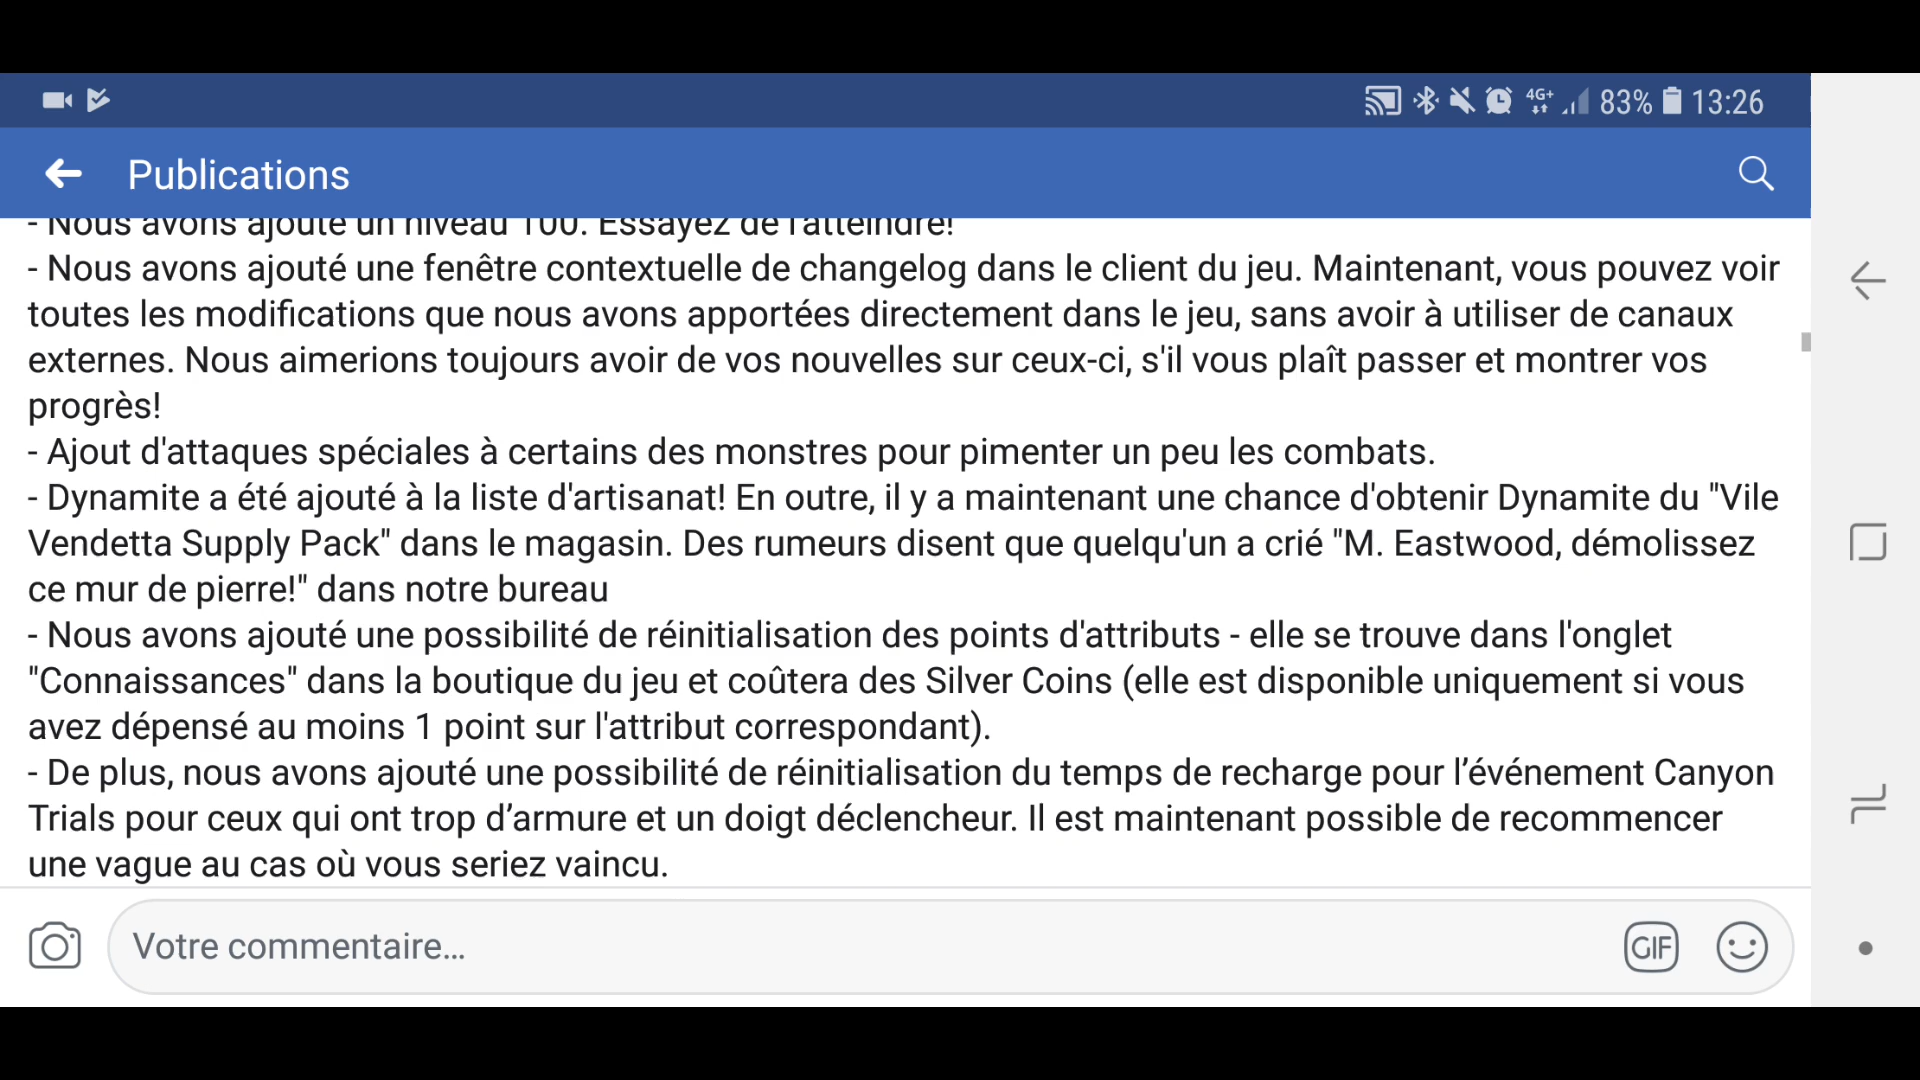 4G+ 83% 13:26
Publications
- Nous avons ajouté un niveau 100. Essayez de l'atteindre!
- Nous avons ajouté une fenêtre contextuelle de changelog dans le client du jeu. Maintenant, vous pouvez voir
toutes les modifications que nous avons apportées directement dans le jeu, sans avoir à utiliser de canaux
externes. Nous aimerions toujours avoir de vos nouvelles sur ceux-ci, s'il vous plaît passer et montrer vos
progrès!
- Ajout d'attaques spéciales à certains des monstres pour pimenter un peu les combats.
- Dynamite a été ajouté à la liste d'artisanat! En outre, il y a maintenant une chance d'obtenir Dynamite du "Vile
Vendetta Supply Pack" dans le magasin. Des rumeurs disent que quelqu'un a crié "M. Eastwood, démolissez
ce mur de pierre!" dans notre bureau
- Nous avons ajouté une possibilité de réinitialisation des points d'attributs - elle se trouve dans l'onglet
"Connaissances" dans la boutique du jeu et coûtera des Silver Coins (elle est disponible uniquement si vous
avez dépensé au moins 1 point sur l'attribut correspondant).
- De plus, nous avons ajouté une possibilité de réinitialisation du temps de recharge pour l’événement Canyon
Trials pour ceux qui ont trop d’armure et un doigt déclencheur. Il est maintenant possible de recommencer
une vague au cas où vous seriez vaincu.
Votre commentaire...
GIF